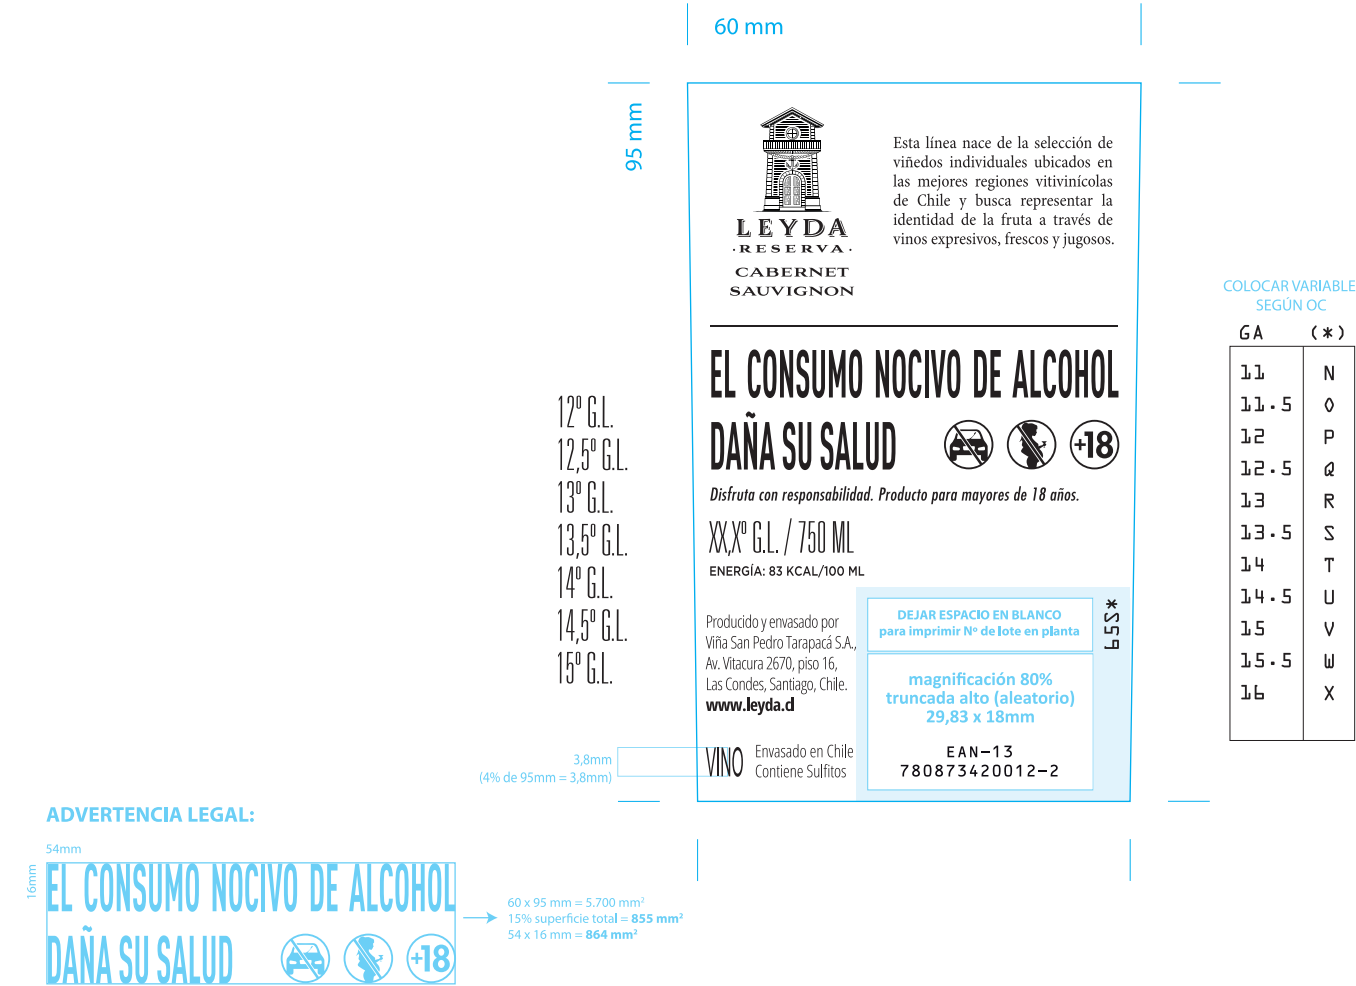 60 mm
95 mm
LEYDA
·RESERVA·
CABERNET
SAUVIGNON
Esta línea nace de la selección de
viñedos individuales ubicados en
las mejores regiones vitivinícolas
de Chile y busca representar la
identidad de la fruta a través de
vinos expresivos, frescos y jugosos.
EL CONSUMO NOCIVO DE ALCOHOL
DAÑA SU SALUD
+18
Disfruta con responsabilidad. Producto para mayores de 18 años.
XX,Xº G.L. / 750 ML
ENERGÍA: 83 KCAL/100 ML
Producido y envasado por
Viña San Pedro Tarapacá S.A.,
Av. Vitacura 2670, piso 16,
Las Condes, Santiago, Chile.
www.leyda.cl
VINO
Envasado en Chile
Contiene Sulfitos
DEJAR ESPACIO EN BLANCO
para imprimir Nº de lote en planta
magnificación 80%
truncada alto (aleatorio)
29,83 x 18mm
EAN-13
780873420012-2
6522*
12º G.L.
12,5º G.L.
13º G.L.
13,5º G.L.
14º G.L.
14,5º G.L.
15º G.L.
3,8mm
(4% de 95mm = 3,8mm)
COLOCAR VARIABLE
SEGÚN OC
GA (*)
11 N
11.5 O
12 P
12.5 Q
13 R
13.5 S
14 T
14.5 U
15 V
15.5 W
16 X
ADVERTENCIA LEGAL:
54mm
16mm
EL CONSUMO NOCIVO DE ALCOHOL
DAÑA SU SALUD
+18
60 x 95 mm = 5.700 mm²
15% superficie total = 855 mm²
54 x 16 mm = 864 mm²